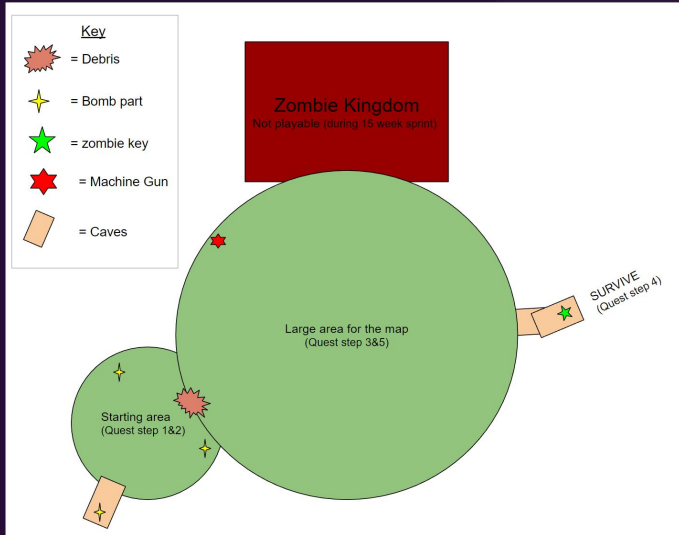 Key
= Debris
= Bomb part
= zombie key
= Machine Gun
= Caves
Zombie Kingdom
Not playable (during 15 week sprint)
SURVIVE
(Quest step 4)
Large area for the map
(Quest step 3&5)
Starting area
(Quest step 1&2)